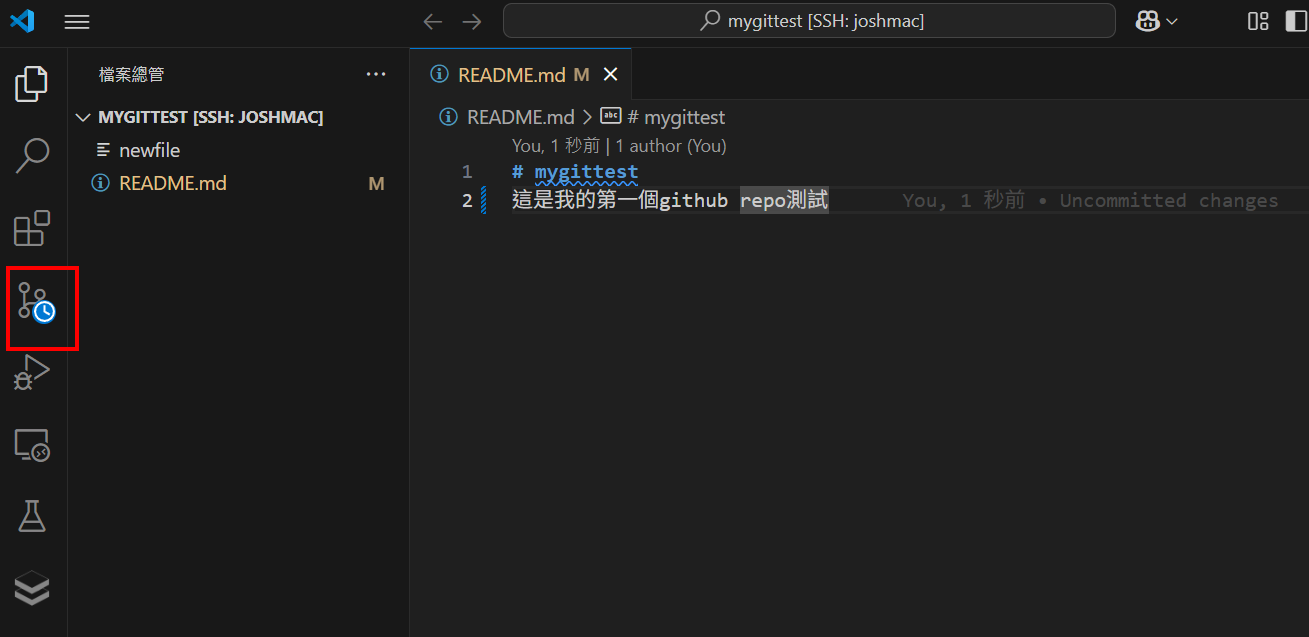 mygittest [SSH: joshmac]
檔案總管
MYGITTEST [SSH: JOSHMAC]
newfile
README.md M
README.md M
README.md > abc # mygittest
You, 1 秒前 | 1 author (You)
1 # mygittest
2 這是我的第一個github repo測試 You, 1 秒前 • Uncommitted changes